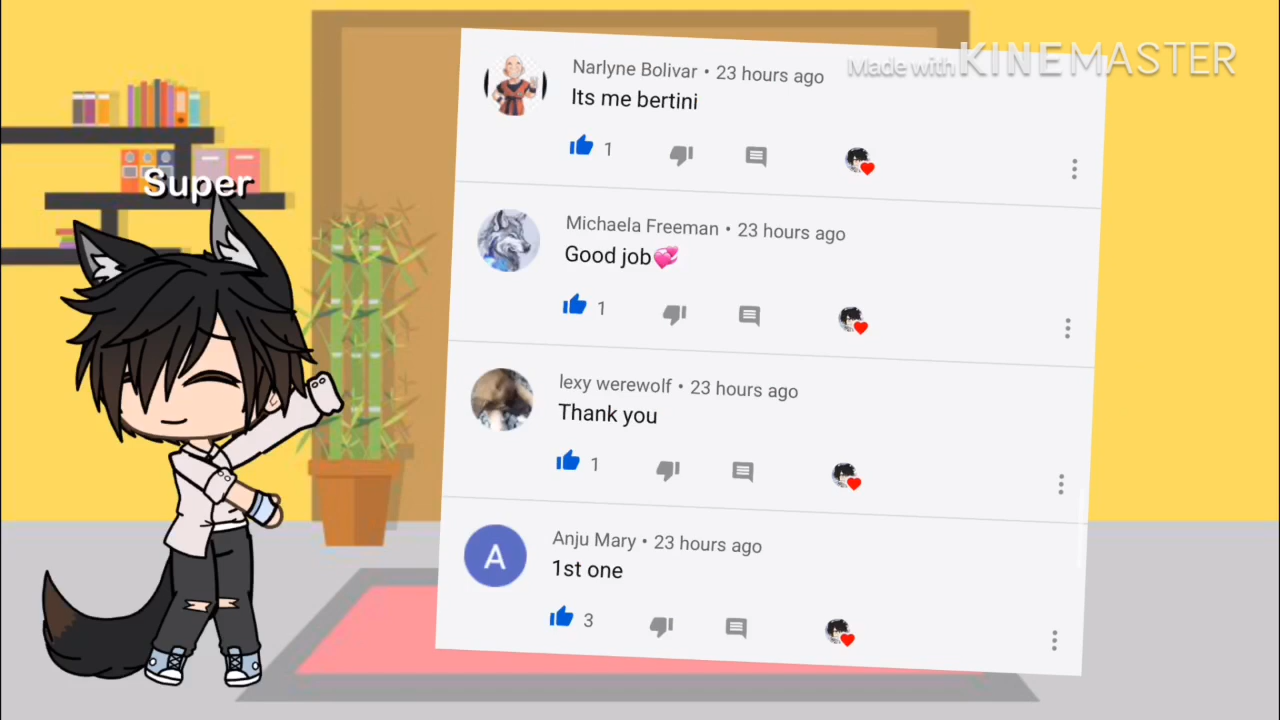 Made with KINEMASTER
Narlyne Bolivar • 23 hours ago
Its me bertini
1
Super
Michaela Freeman • 23 hours ago
Good job💞
1
lexy werewolf • 23 hours ago
Thank you
1
A
Anju Mary • 23 hours ago
1st one
3